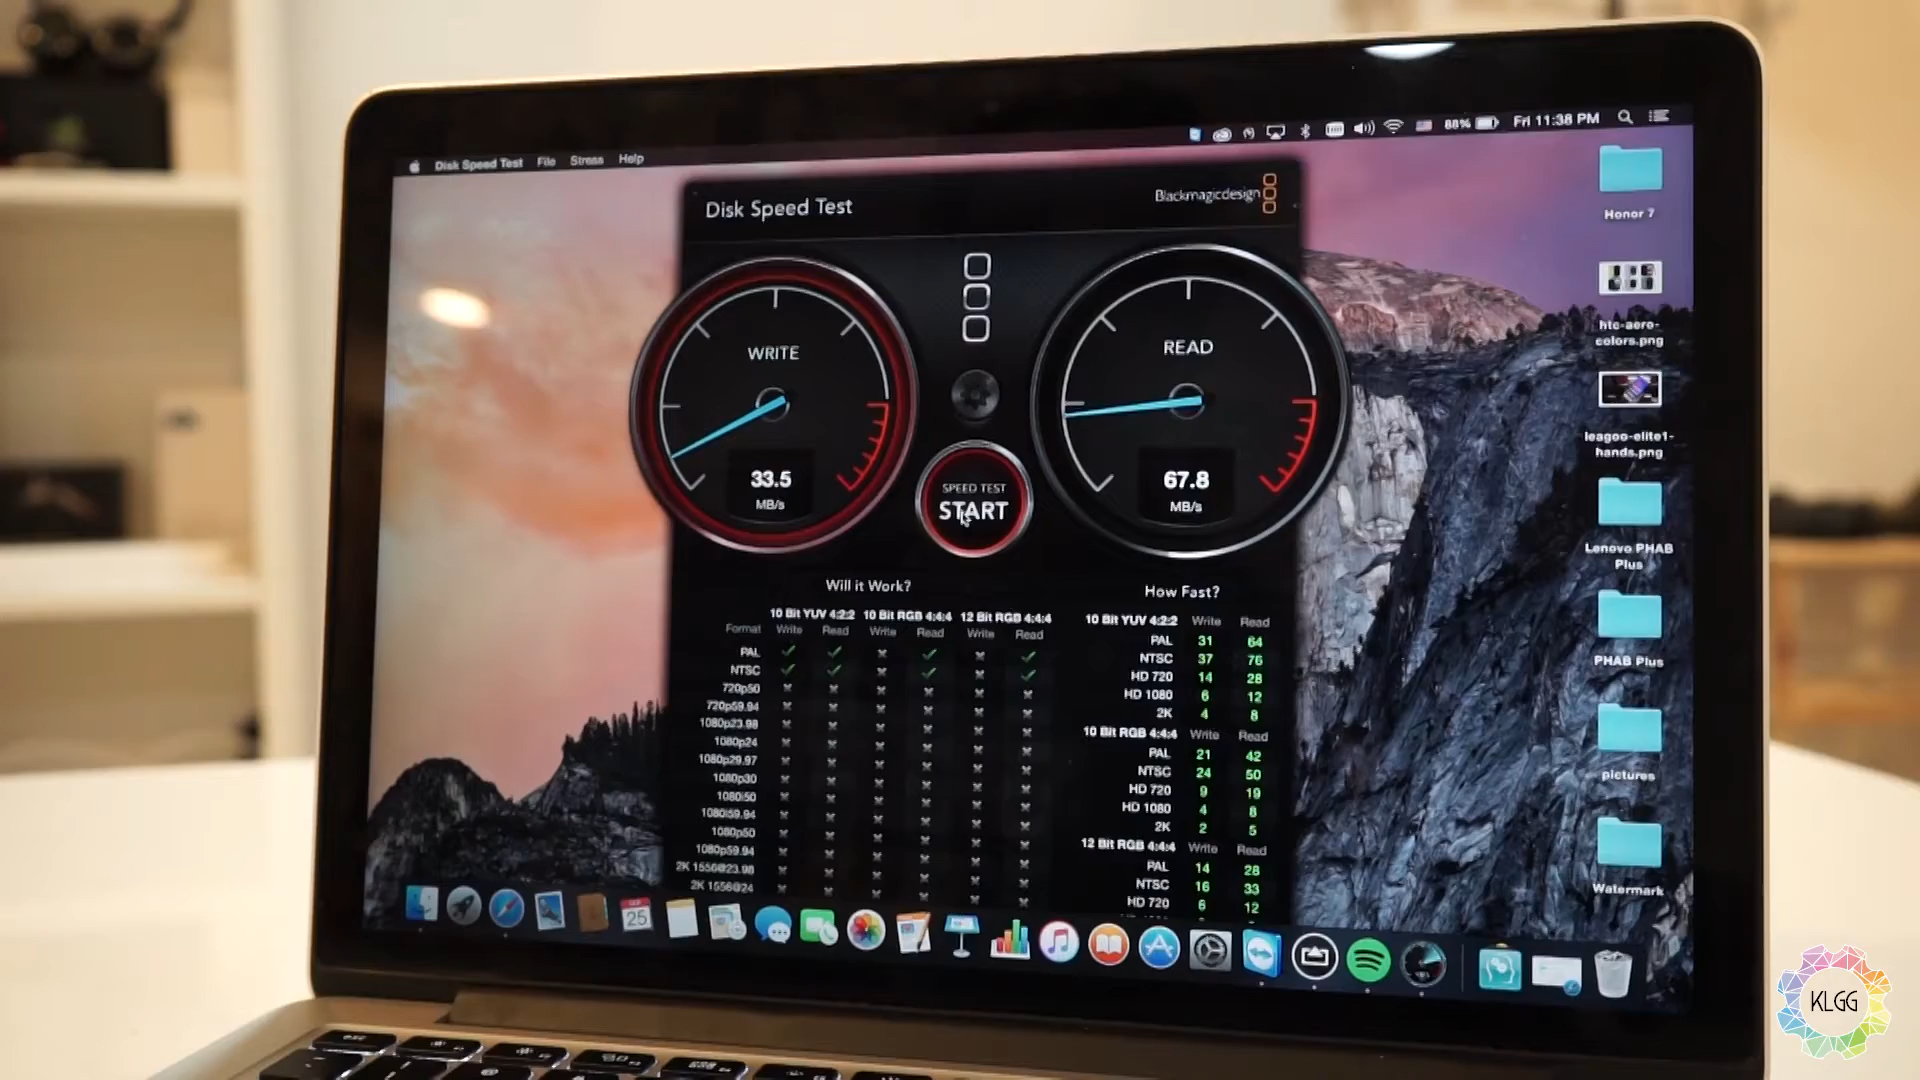 Disk Speed Test File Stress Help
88% Fri 11:38 PM
Disk Speed Test
Blackmagicdesign
WRITE
33.5
MB/s
SPEED TEST
START
READ
67.8
MB/s
Will it Work?
10 Bit YUV 4:2:2 10 Bit RGB 4:4:4 12 Bit RGB 4:4:4
Format Write Read Write Read Write Read
PAL
NTSC
720p50
720p59.94
1080p23.98
1080p24
1080p29.97
1080p30
1080i50
1080i59.94
1080p50
1080p59.94
2K 1556@23.98
2K 1556@24
How Fast?
10 Bit YUV 4:2:2 Write Read
PAL 31 64
NTSC 37 76
HD 720 14 28
HD 1080 6 12
2K 4 8
10 Bit RGB 4:4:4 Write Read
PAL 21 42
NTSC 24 50
HD 720 9 19
HD 1080 4 8
2K 2 5
12 Bit RGB 4:4:4 Write Read
PAL 14 28
NTSC 16 33
HD 720 6 12
Honor 7
htc-aero-
colors.png
leagoo-elite1-
hands.png
Lenovo PHAB
Plus
PHAB Plus
pictures
Watermark
25
KLGG